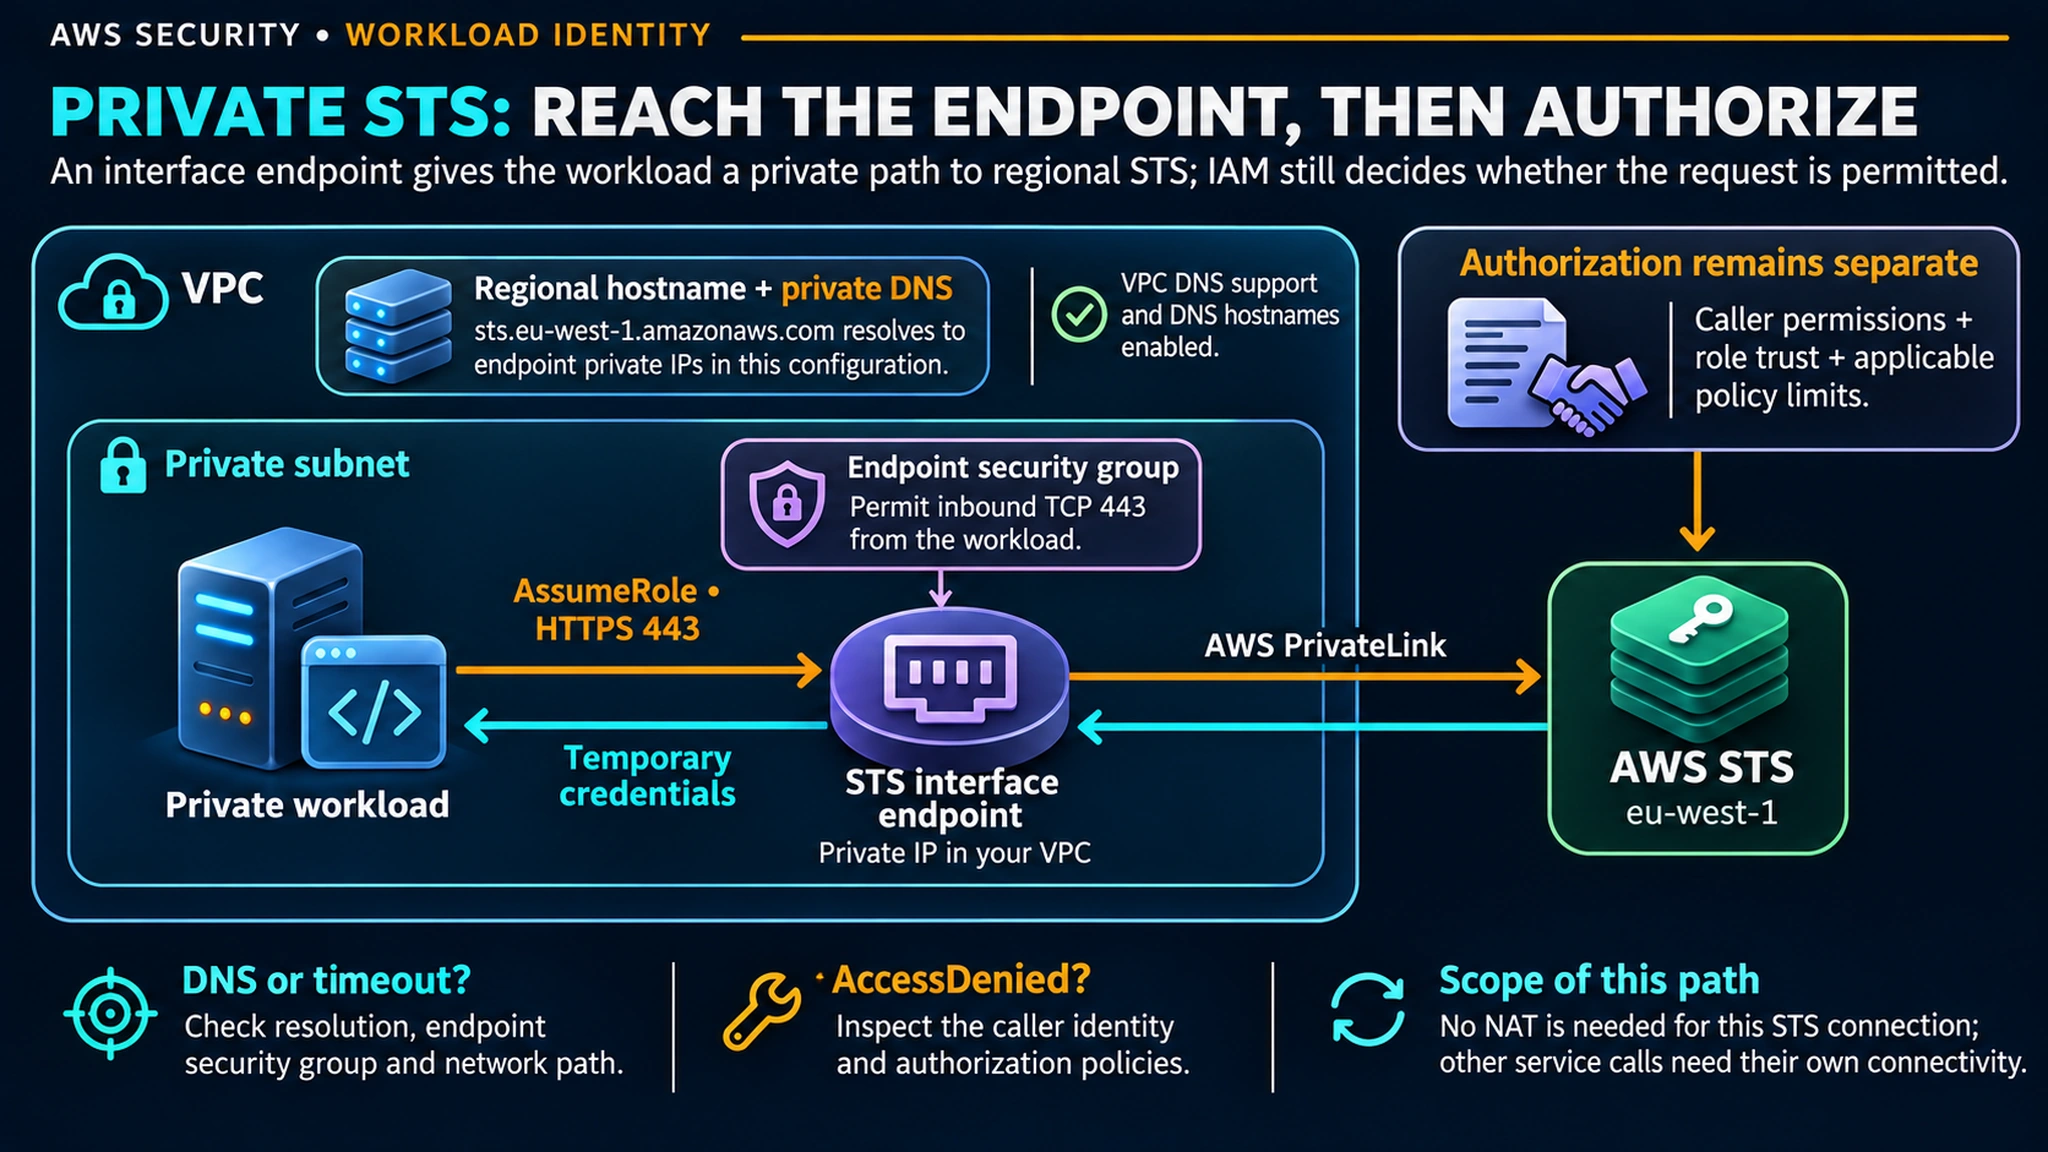 AWS SECURITY • WORKLOAD IDENTITY
PRIVATE STS: REACH THE ENDPOINT, THEN AUTHORIZE
An interface endpoint gives the workload a private path to regional STS; IAM still decides whether the request is permitted.
VPC
Regional hostname + private DNS
sts.eu-west-1.amazonaws.com resolves to
endpoint private IPs in this configuration.
VPC DNS support
and DNS hostnames
enabled.
Authorization remains separate
Caller permissions +
role trust + applicable
policy limits.
Private subnet
Endpoint security group
Permit inbound TCP 443
from the workload.
AssumeRole •
HTTPS 443
AWS PrivateLink
Temporary
credentials
Private workload
STS interface
endpoint
Private IP in your VPC
AWS STS
eu-west-1
DNS or timeout?
Check resolution, endpoint
security group and network path.
AccessDenied?
Inspect the caller identity
and authorization policies.
Scope of this path
No NAT is needed for this STS connection;
other service calls need their own connectivity.